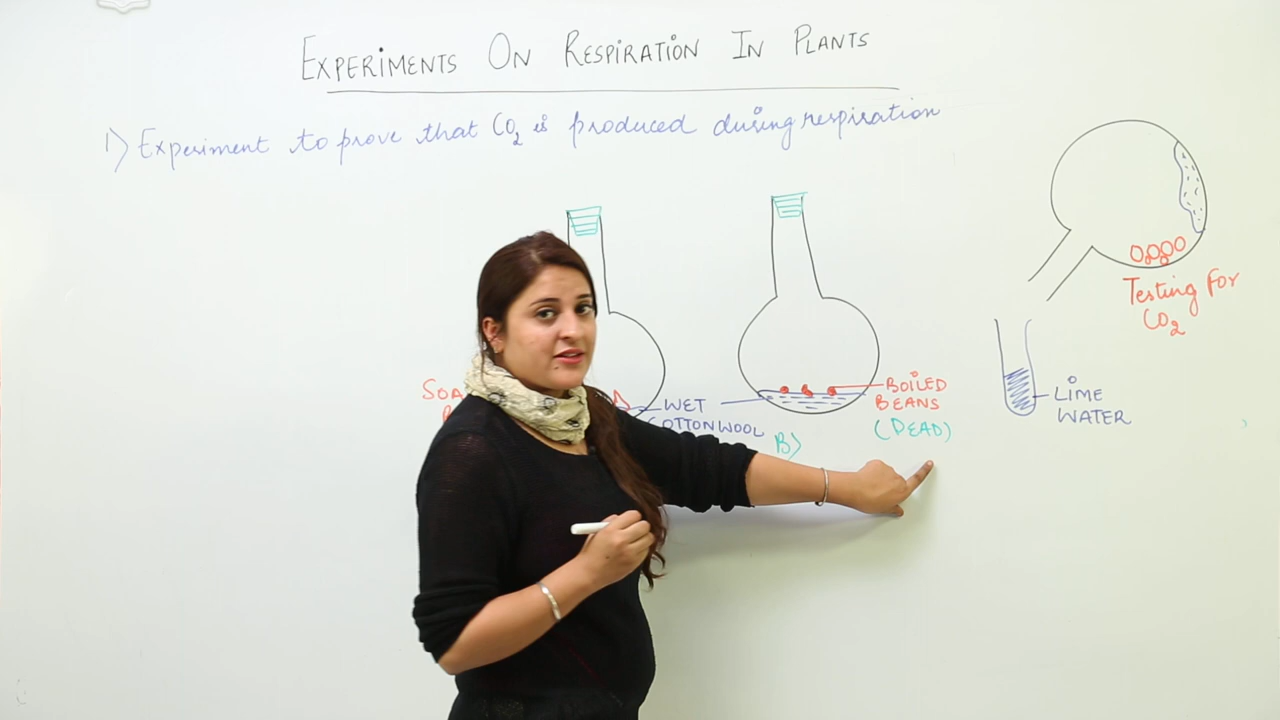 EXPERIMENTS ON RESPIRATION IN PLANTS
1) Experiment to prove that CO2 is produced during respiration
Testing For
CO2
BOILED
BEANS
(DEAD)
WET
COTTONWOOL
B)
LIME
WATER